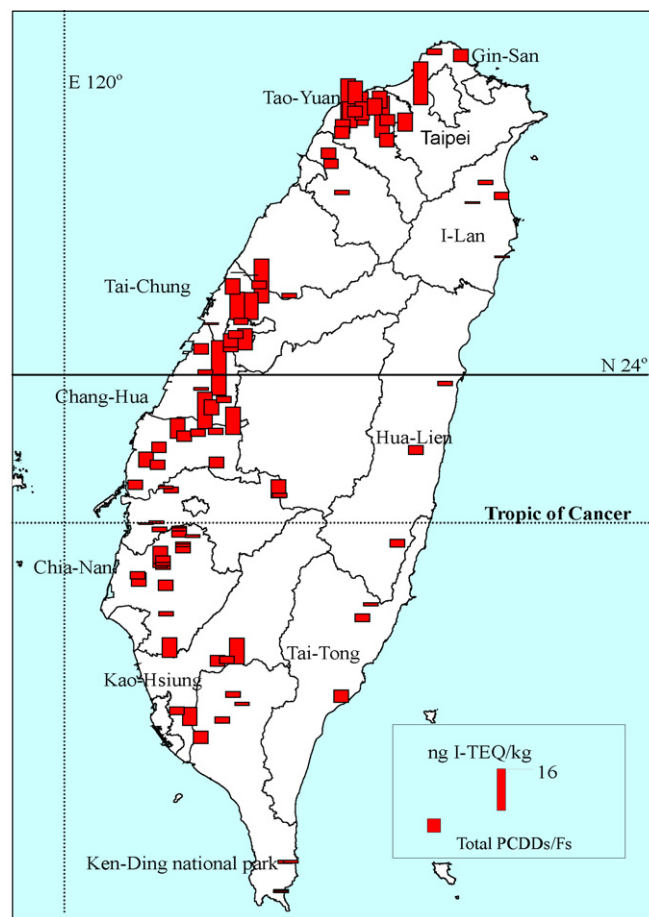 Gin-San
E 120°
Tao-Yuan
Taipei
I-Lan
Tai-Chung
N 24°
Chang-Hua
Hua-Lien
Tropic of Cancer
Chia-Nan
Tai-Tong
Kao-Hsiung
ng I-TEQ/kg
16
Total PCDDs/Fs
Ken-Ding national park